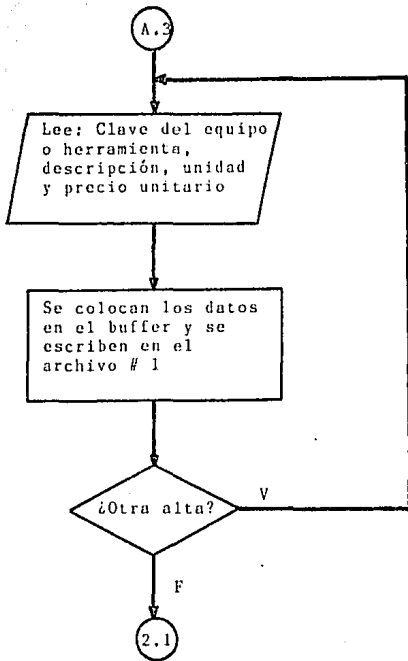 A.3
Lee: Clave del equipo
o herramienta,
descripción, unidad
y precio unitario
Se colocan los datos
en el buffer y se
escriben en el
archivo # 1
¿Otra alta?
V
F
2.1